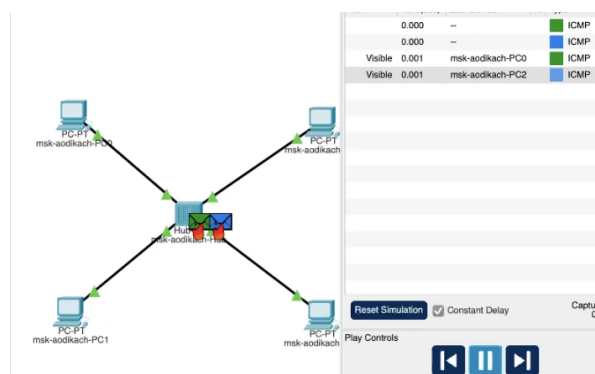 0.000 -- ICMP
0.000 -- ICMP
Visible 0.001 msk-aodikach-PC0 ICMP
Visible 0.001 msk-aodikach-PC2 ICMP
PC-PT
msk-aodikach-PC0
PC-PT
msk-aodikach
Hub
msk-aodikach-Hu
PC-PT
msk-aodikach-PC1
PC-PT
msk-aodikach
Reset Simulation Constant Delay Captu
Play Controls